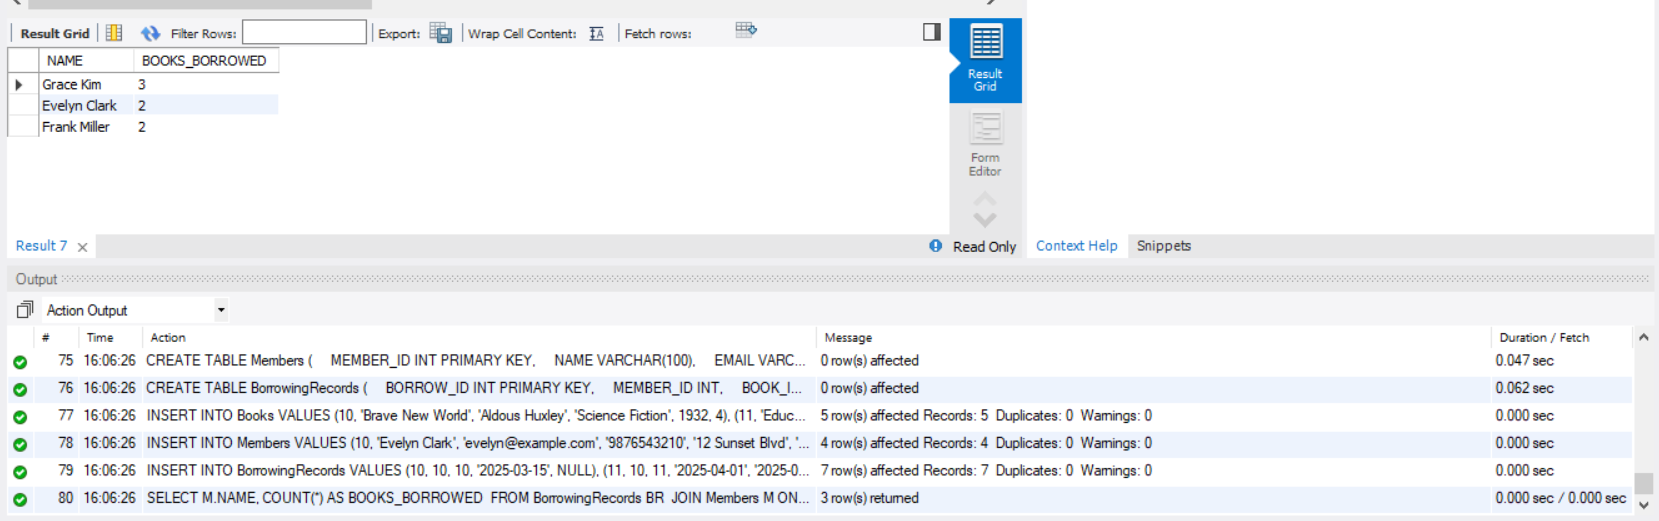 Result Grid Filter Rows: Export: Wrap Cell Content: IA Fetch rows:
NAME BOOKS_BORROWED
Grace Kim 3
Evelyn Clark 2
Frank Miller 2
Result Grid
Form Editor
Result 7 Read Only Context Help Snippets
Output
Action Output
# Time Action Message Duration / Fetch
75 16:06:26 CREATE TABLE Members ( MEMBER_ID INT PRIMARY KEY, NAME VARCHAR(100), EMAIL VARC... 0 row(s) affected 0.047 sec
76 16:06:26 CREATE TABLE BorrowingRecords ( BORROW_ID INT PRIMARY KEY, MEMBER_ID INT, BOOK_I... 0 row(s) affected 0.062 sec
77 16:06:26 INSERT INTO Books VALUES (10, 'Brave New World', 'Aldous Huxley', 'Science Fiction', 1932, 4), (11, 'Educ... 5 row(s) affected Records: 5 Duplicates: 0 Warnings: 0 0.000 sec
78 16:06:26 INSERT INTO Members VALUES (10, 'Evelyn Clark', 'evelyn@example.com', '9876543210', '12 Sunset Blvd', '... 4 row(s) affected Records: 4 Duplicates: 0 Warnings: 0 0.000 sec
79 16:06:26 INSERT INTO BorrowingRecords VALUES (10, 10, 10, '2025-03-15', NULL), (11, 10, 11, '2025-04-01', '2025-0... 7 row(s) affected Records: 7 Duplicates: 0 Warnings: 0 0.000 sec
80 16:06:26 SELECT M.NAME, COUNT(*) AS BOOKS_BORROWED FROM BorrowingRecords BR JOIN Members M ON... 3 row(s) returned 0.000 sec / 0.000 sec